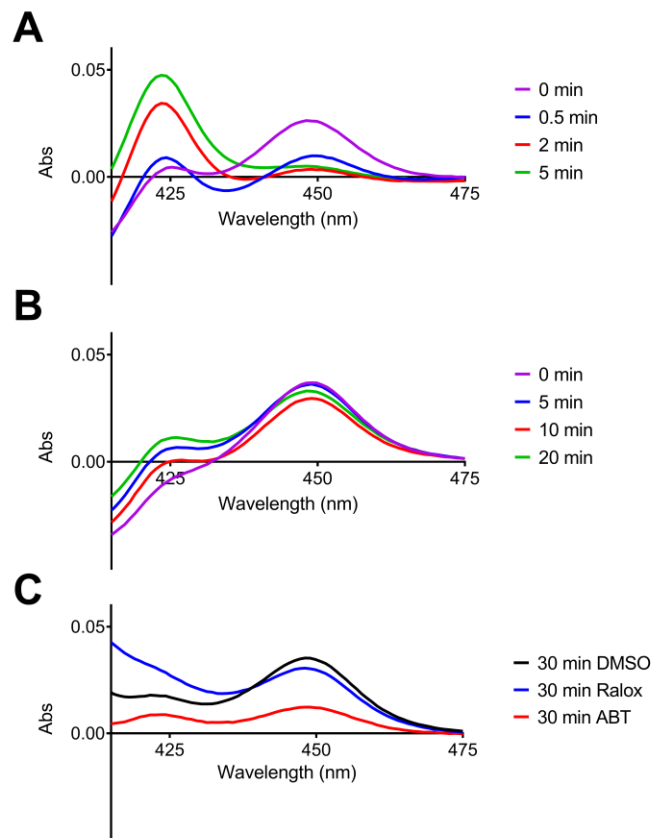 A
0.05
0.00
Abs
425
450
475
Wavelength (nm)
0 min
0.5 min
2 min
5 min
B
0.05
0.00
Abs
425
450
475
Wavelength (nm)
0 min
5 min
10 min
20 min
C
0.05
0.00
Abs
425
450
475
Wavelength (nm)
30 min DMSO
30 min Ralox
30 min ABT